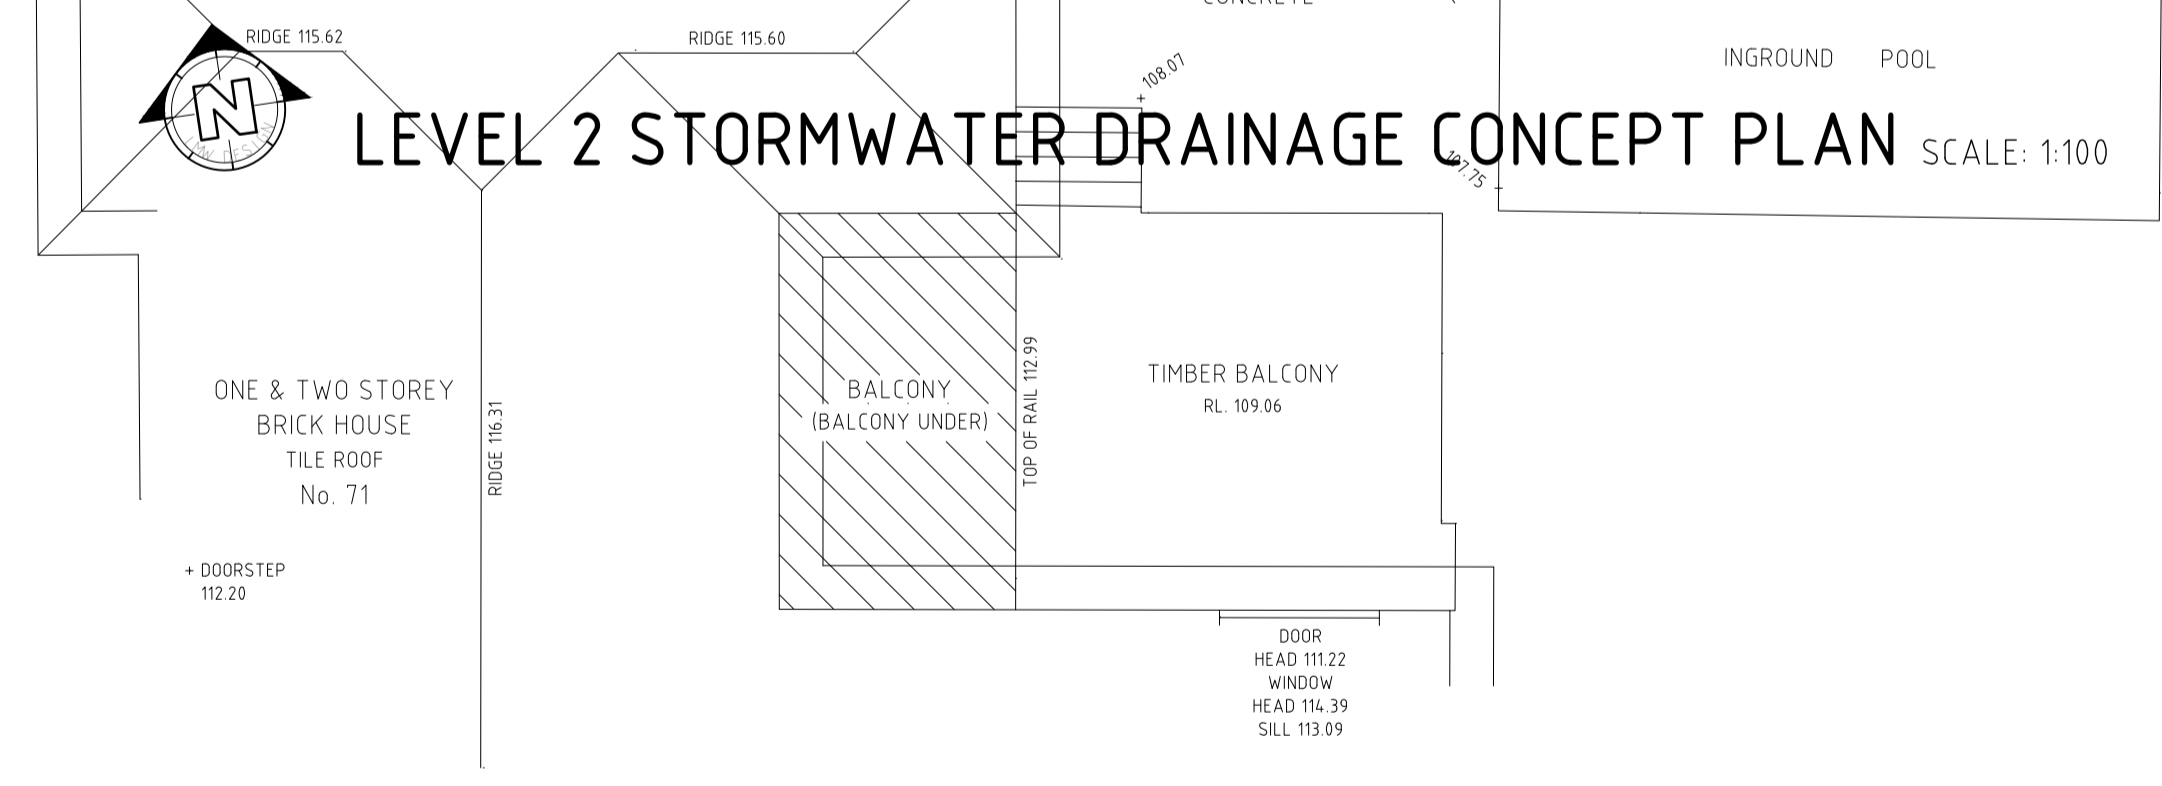 CONCRETE
RIDGE 115.62
RIDGE 115.60
+ 108.07
INGROUND POOL
N
LEVEL 2 STORMWATER DRAINAGE CONCEPT PLAN SCALE: 1:100
DESIGN
107.75
ONE & TWO STOREY
BRICK HOUSE
TILE ROOF
No. 71
RIDGE 116.31
BALCONY
(BALCONY UNDER)
TOP OF RAIL 112.99
TIMBER BALCONY
RL. 109.06
+ DOORSTEP
112.20
DOOR
HEAD 111.22
WINDOW
HEAD 114.39
SILL 113.09